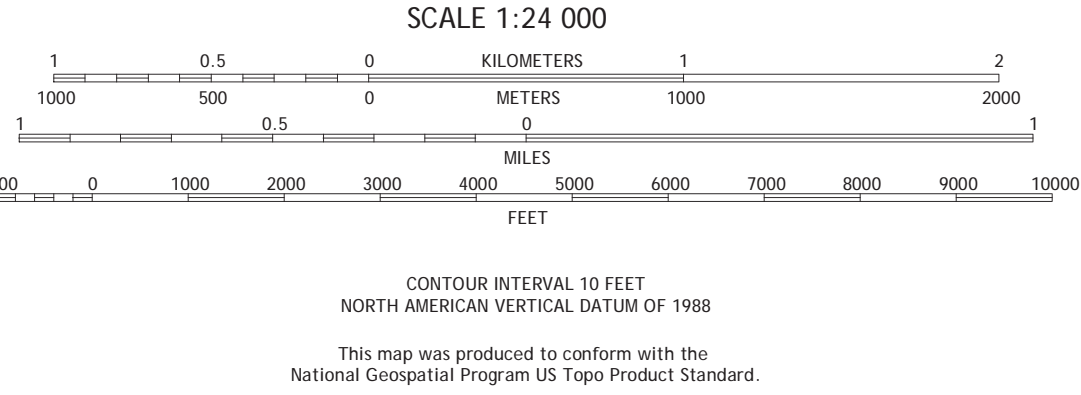 SCALE 1:24 000
1 0.5 0 KILOMETERS 1 2
1000 500 0 METERS 1000 2000
1 0.5 0 1
MILES
00 0 1000 2000 3000 4000 5000 6000 7000 8000 9000 10000
FEET
CONTOUR INTERVAL 10 FEET
NORTH AMERICAN VERTICAL DATUM OF 1988
This map was produced to conform with the
National Geospatial Program US Topo Product Standard.